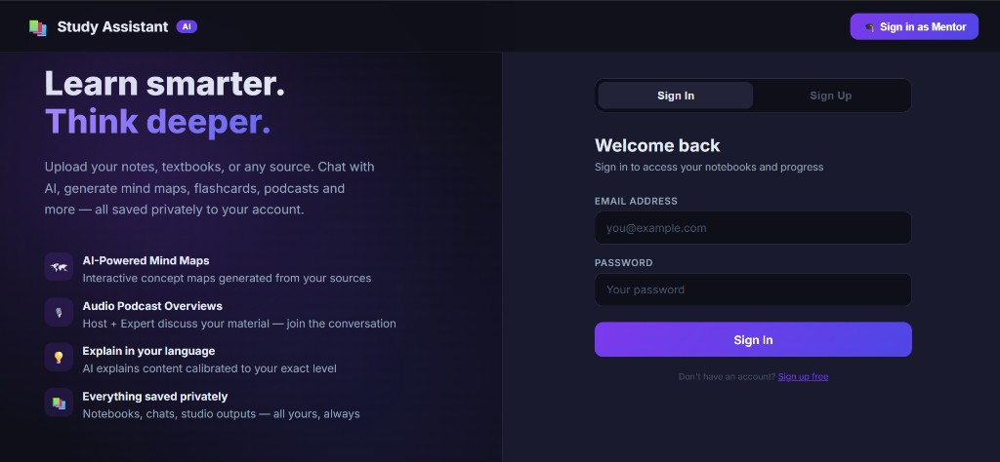 Study Assistant AI
Sign in as Mentor
Learn smarter.
Think deeper.
Upload your notes, textbooks, or any source. Chat with
AI, generate mind maps, flashcards, podcasts and
more — all saved privately to your account.
AI-Powered Mind Maps
Interactive concept maps generated from your sources
Audio Podcast Overviews
Host + Expert discuss your material — join the conversation
Explain in your language
AI explains content calibrated to your exact level
Everything saved privately
Notebooks, chats, studio outputs — all yours, always
Sign In
Sign Up
Welcome back
Sign in to access your notebooks and progress
EMAIL ADDRESS
you@example.com
PASSWORD
Your password
Sign In
Don't have an account? Sign up free